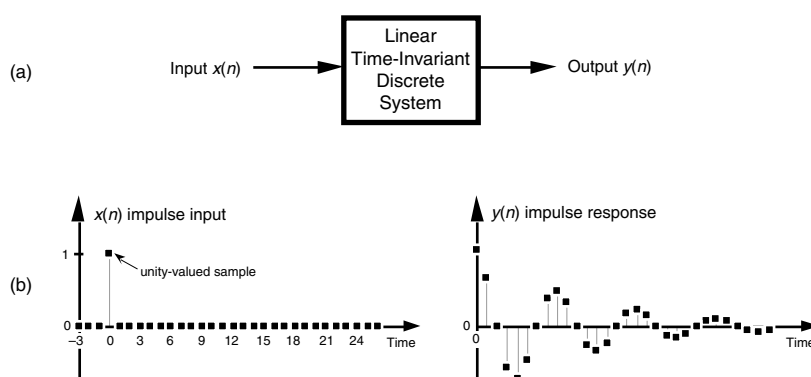 (a)
Input x(n)
Linear
Time-Invariant
Discrete
System
Output y(n)
(b)
x(n) impulse input
1
unity-valued sample
0
−3 0 3 6 9 12 15 18 21 24 Time
y(n) impulse response
0
0
Time